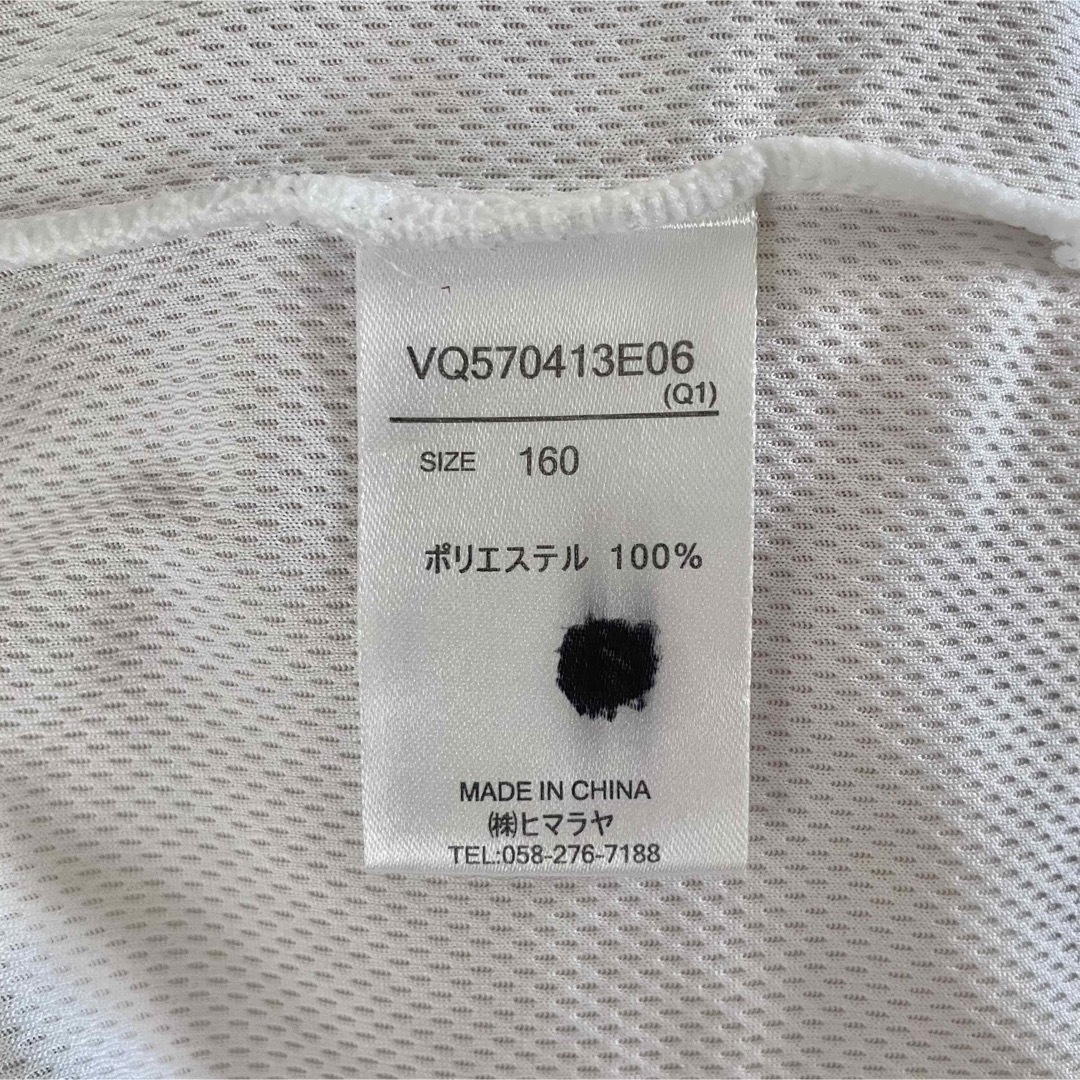 VQ570413E06
(Q1)
SIZE 160
ポリエステル 100%
MADE IN CHINA
㈱ヒマラヤ
TEL:058-276-7188